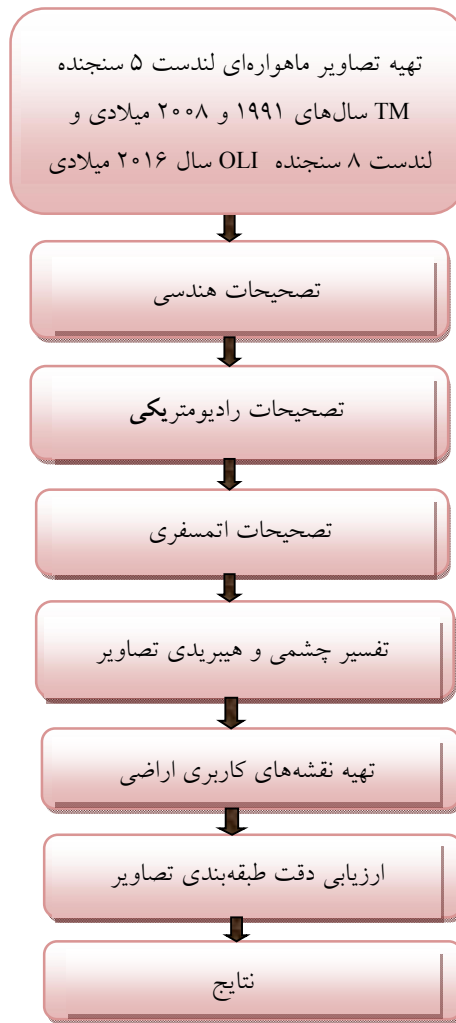 تهیه تصاویر ماهواره‌ای لندست ۵ سنجنده
TM سال‌های ۱۹۹۱ و ۲۰۰۸ میلادی و
لندست ۸ سنجنده OLI سال ۲۰۱۶ میلادی
تصحیحات هندسی
تصحیحات رادیومتریکی
تصحیحات اتمسفری
تفسیر چشمی و هیبریدی تصاویر
تهیه نقشه‌های کاربری اراضی
ارزیابی دقت طبقه‌بندی تصاویر
نتایج